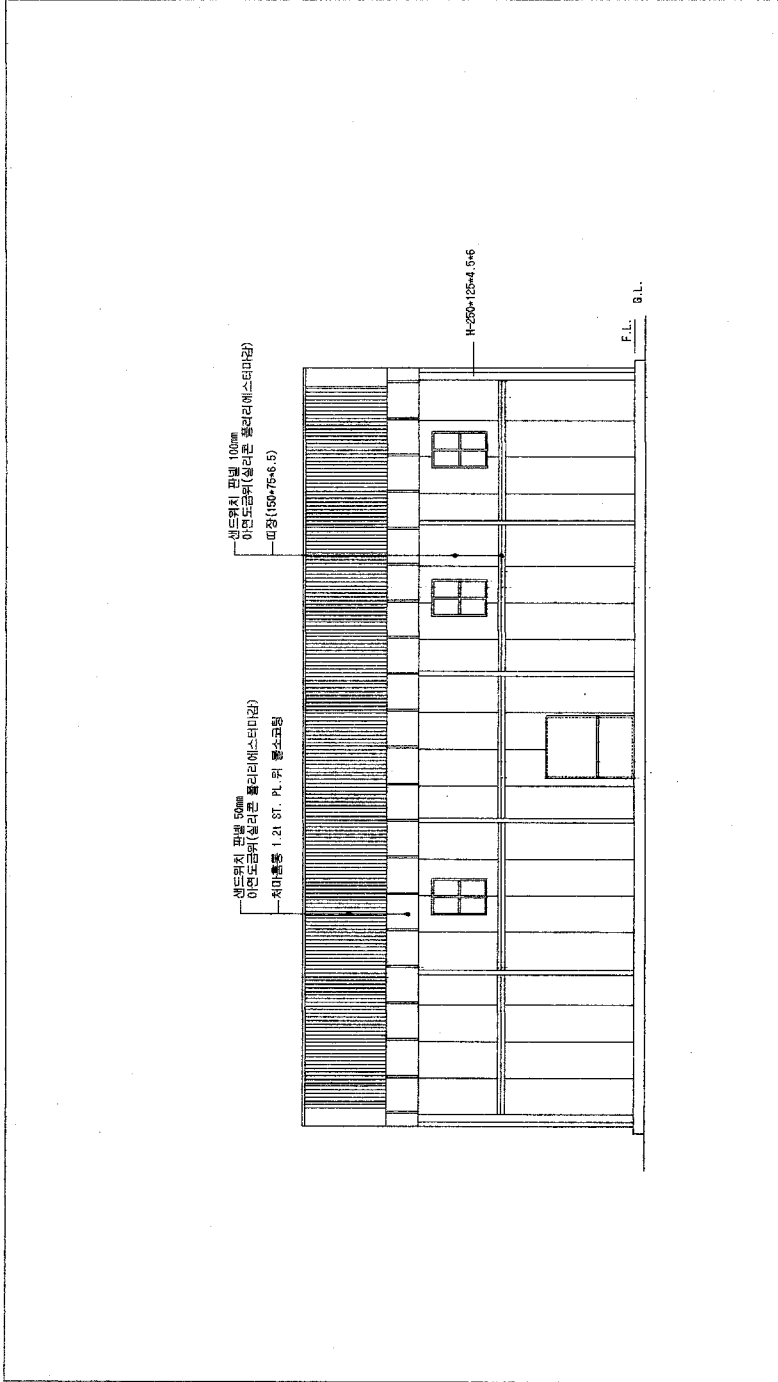 샌드위치 판넬 50mm
아연도금위(실리콘 폴리리에스터마감)
처마홈통 1.2t ST. PL.위 불소코팅
샌드위치 판넬 100mm
아연도금위(실리콘 폴리리에스터마감)
띠장(150*75*6.5)
H-250*125*4.5*6
F.L.
G.L.